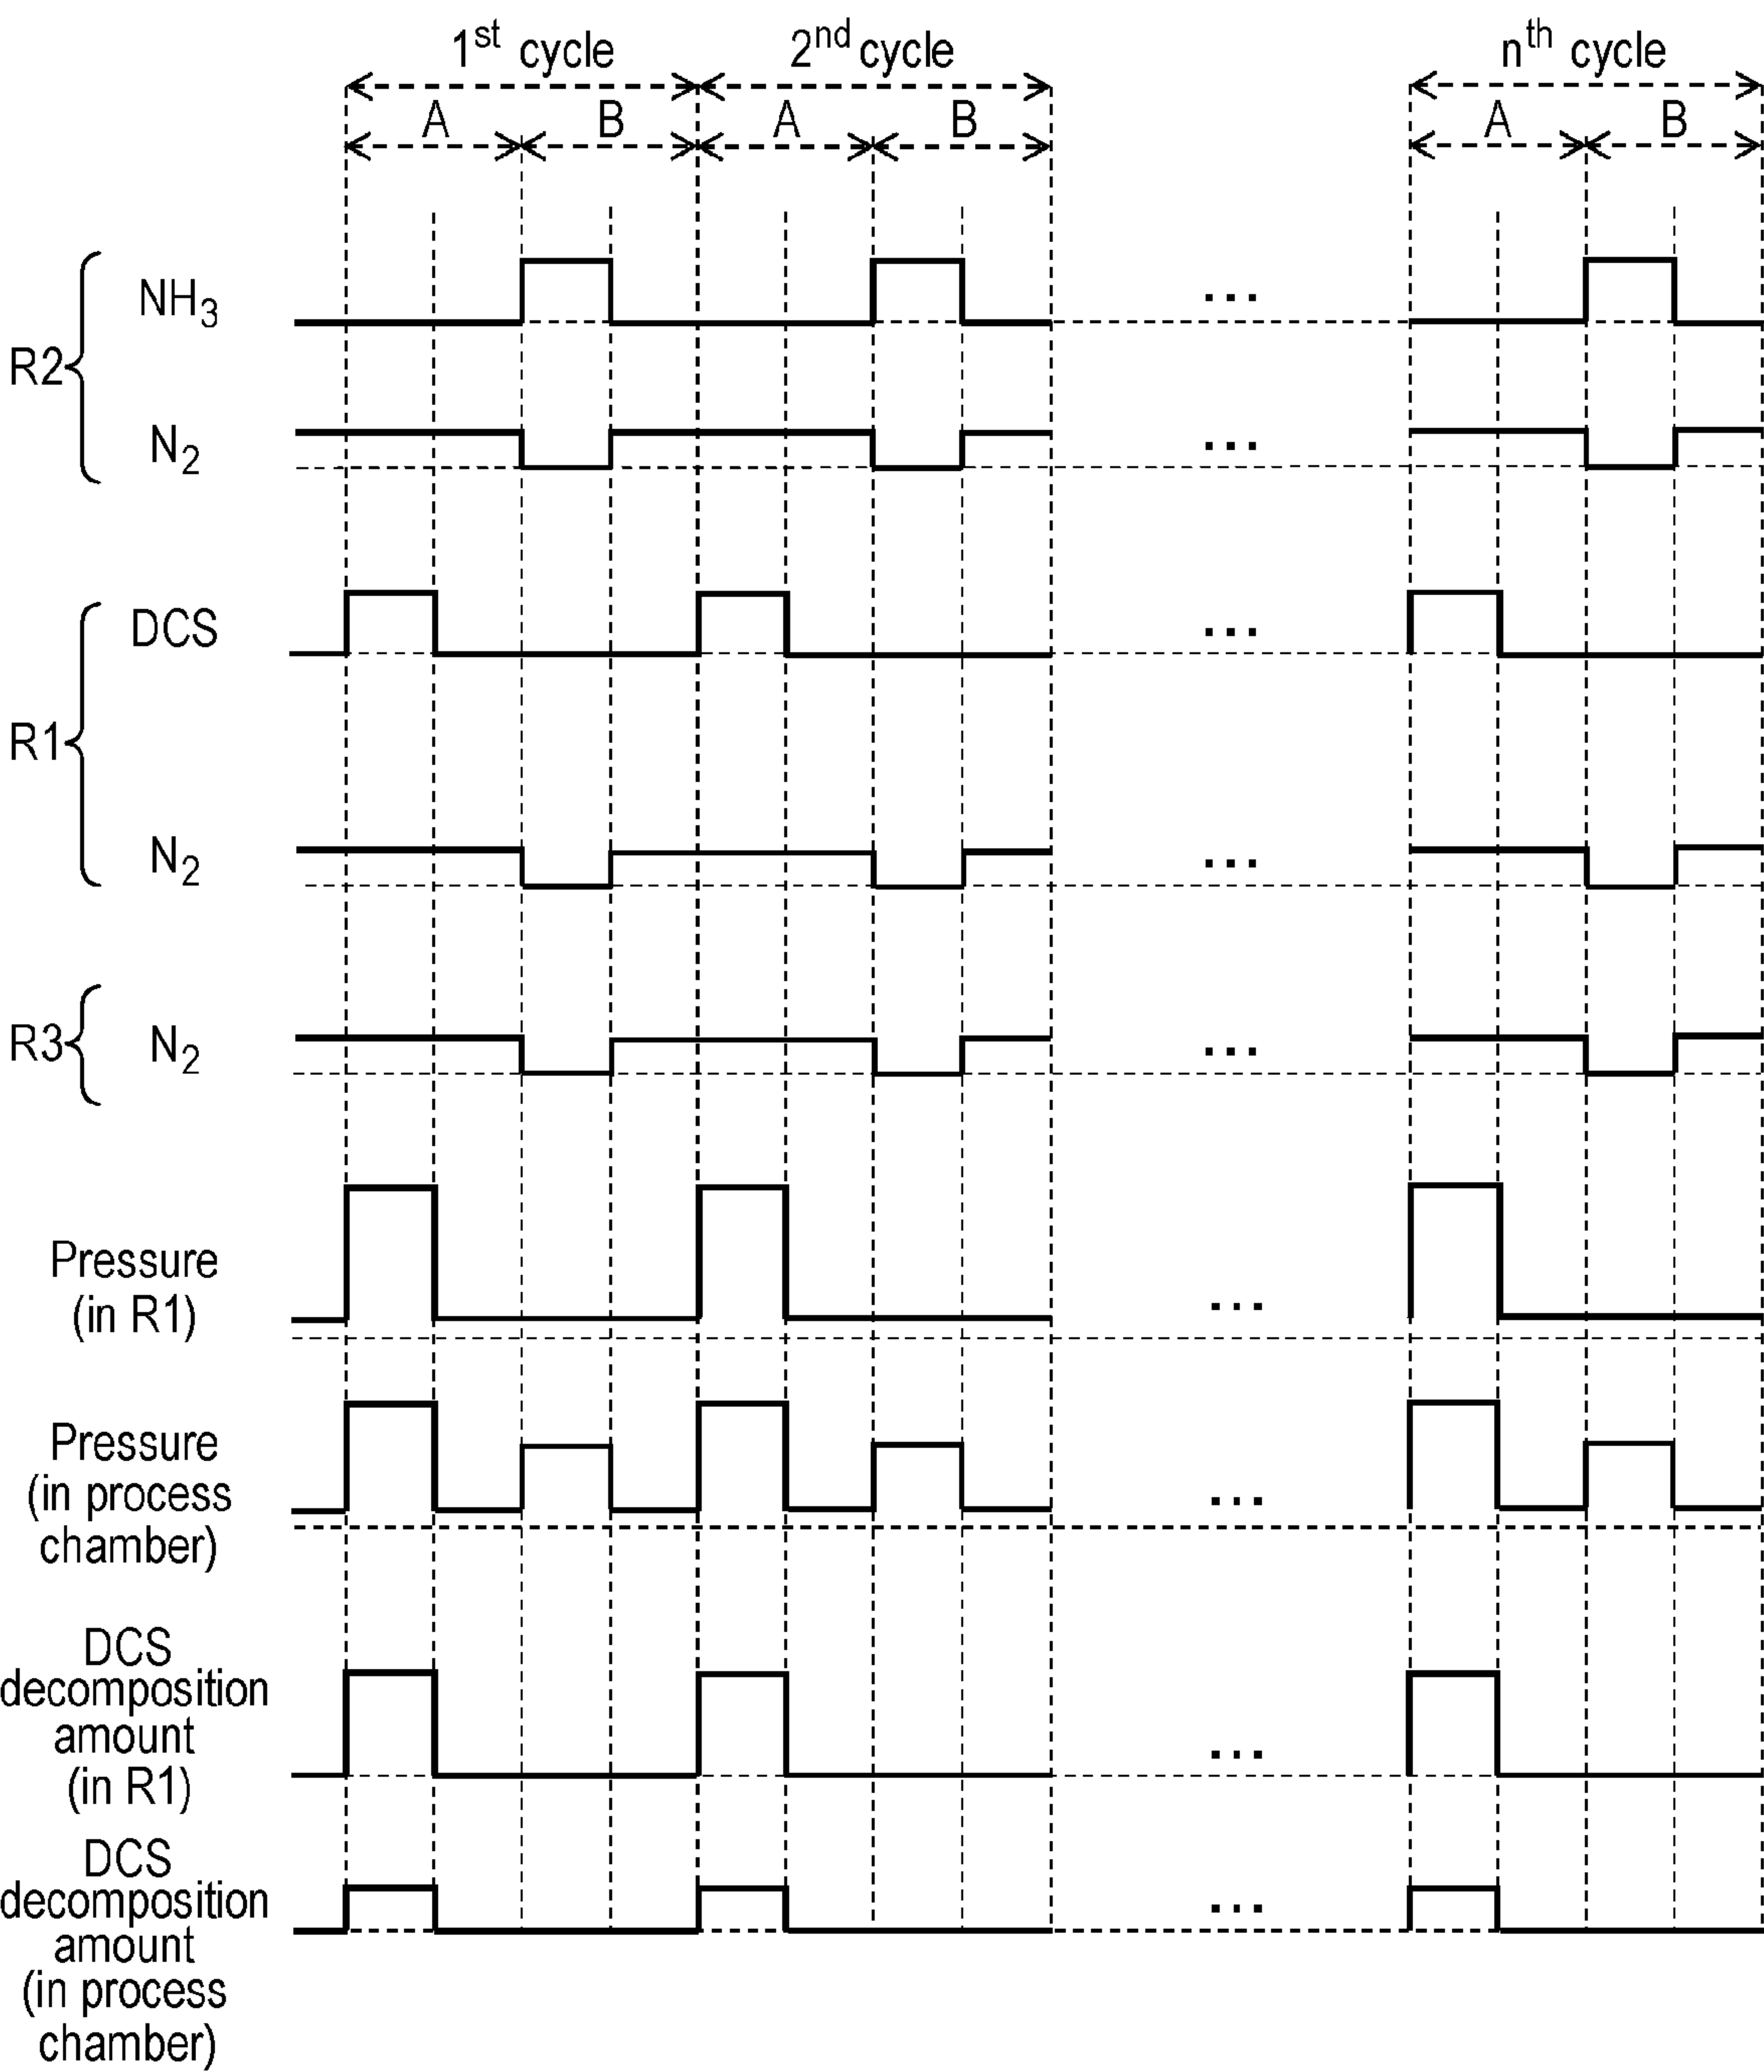 1st cycle 2nd cycle nth cycle
A B A B A B
NH3
...
R2
N2
...
DCS
...
R1
N2
...
R3 N2
...
Pressure
(in R1)
...
Pressure
(in process
chamber)
...
DCS
decomposition
amount
(in R1)
...
DCS
decomposition
amount
(in process
chamber)
...